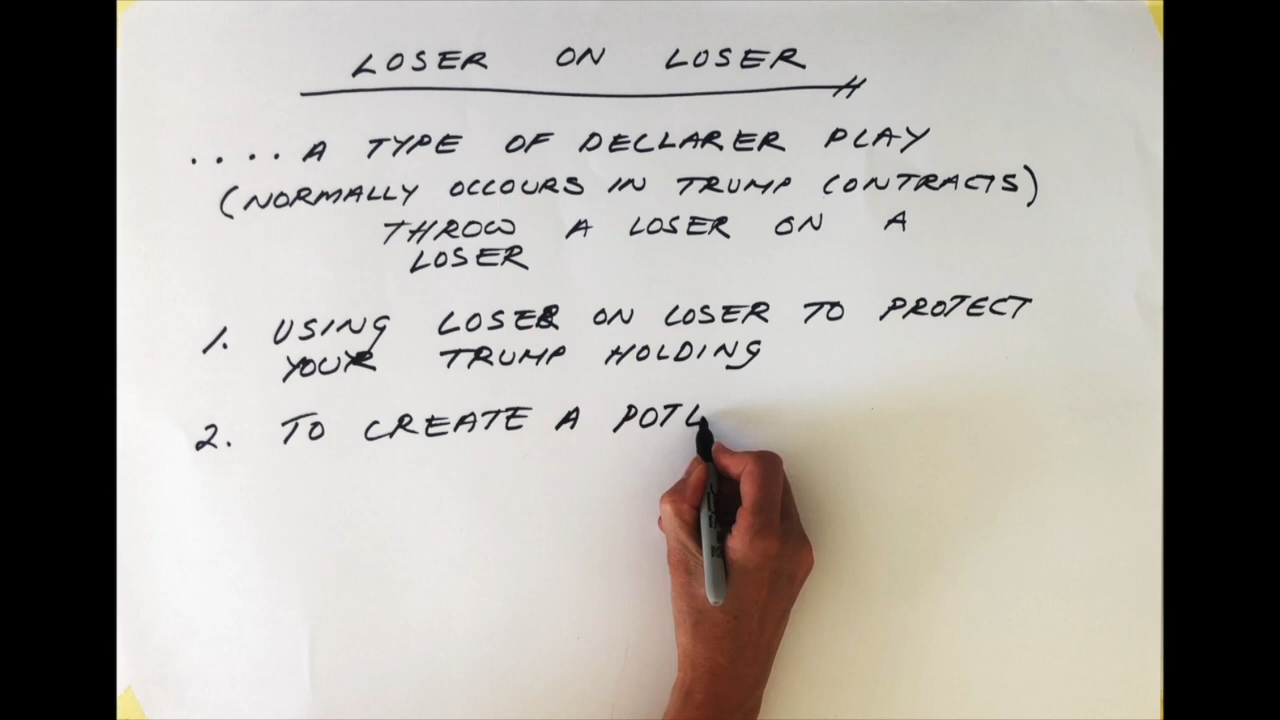 LOSER ON LOSER
.... A TYPE OF DECLARER PLAY
(NORMALLY OCCOURS IN TRUMP CONTRACTS)
THROW A LOSER ON A
LOSER
1. USING LOSER ON LOSER TO PROTECT
YOUR TRUMP HOLDING
2. TO CREATE A POT